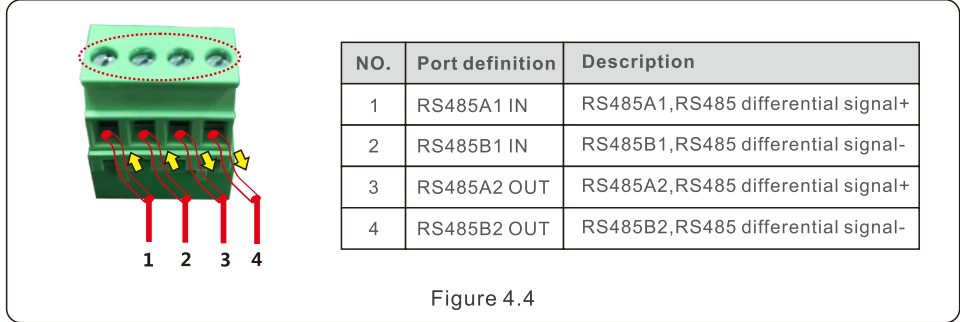 1 2 3 4
NO. Port definition Description
1 RS485A1 IN RS485A1,RS485 differential signal+
2 RS485B1 IN RS485B1,RS485 differential signal-
3 RS485A2 OUT RS485A2,RS485 differential signal+
4 RS485B2 OUT RS485B2,RS485 differential signal-
Figure 4.4